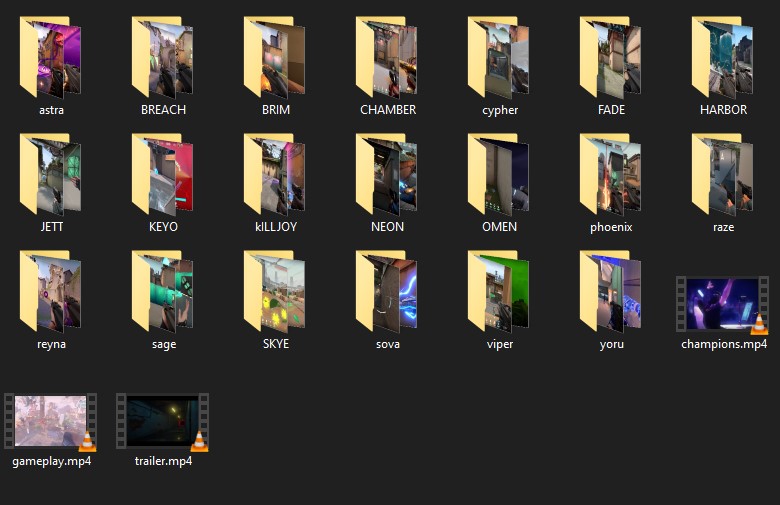 astra
BREACH
BRIM
CHAMBER
cypher
FADE
HARBOR
JETT
KEYO
kILLJOY
NEON
OMEN
phoenix
raze
reyna
sage
SKYE
sova
viper
yoru
champions.mp4
gameplay.mp4
trailer.mp4